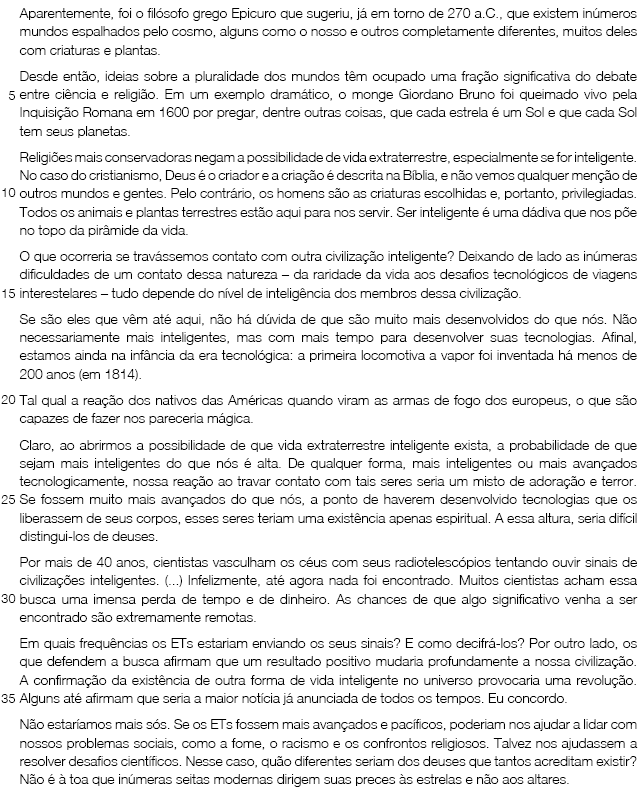 Aparentemente, foi o filósofo grego Epicuro que sugeriu, já em torno de 270 a.C., que existem inúmeros
mundos espalhados pelo cosmo, alguns como o nosso e outros completamente diferentes, muitos deles
com criaturas e plantas.
Desde então, ideias sobre a pluralidade dos mundos têm ocupado uma fração significativa do debate
5 entre ciência e religião. Em um exemplo dramático, o monge Giordano Bruno foi queimado vivo pela
Inquisição Romana em 1600 por pregar, dentre outras coisas, que cada estrela é um Sol e que cada Sol
tem seus planetas.
Religiões mais conservadoras negam a possibilidade de vida extraterrestre, especialmente se for inteligente.
No caso do cristianismo, Deus é o criador e a criação é descrita na Bíblia, e não vemos qualquer menção de
10 outros mundos e gentes. Pelo contrário, os homens são as criaturas escolhidas e, portanto, privilegiadas.
Todos os animais e plantas terrestres estão aqui para nos servir. Ser inteligente é uma dádiva que nos põe
no topo da pirâmide da vida.
O que ocorreria se travássemos contato com outra civilização inteligente? Deixando de lado as inúmeras
dificuldades de um contato dessa natureza – da raridade da vida aos desafios tecnológicos de viagens
15 interestelares – tudo depende do nível de inteligência dos membros dessa civilização.
Se são eles que vêm até aqui, não há dúvida de que são muito mais desenvolvidos do que nós. Não
necessariamente mais inteligentes, mas com mais tempo para desenvolver suas tecnologias. Afinal,
estamos ainda na infância da era tecnológica: a primeira locomotiva a vapor foi inventada há menos de
200 anos (em 1814).
20 Tal qual a reação dos nativos das Américas quando viram as armas de fogo dos europeus, o que são
capazes de fazer nos pareceria mágica.
Claro, ao abrirmos a possibilidade de que vida extraterrestre inteligente exista, a probabilidade de que
sejam mais inteligentes do que nós é alta. De qualquer forma, mais inteligentes ou mais avançados
tecnologicamente, nossa reação ao travar contato com tais seres seria um misto de adoração e terror.
25 Se fossem muito mais avançados do que nós, a ponto de haverem desenvolvido tecnologias que os
liberassem de seus corpos, esses seres teriam uma existência apenas espiritual. A essa altura, seria difícil
distingui-los de deuses.
Por mais de 40 anos, cientistas vasculham os céus com seus radiotelescópios tentando ouvir sinais de
civilizações inteligentes. (...) Infelizmente, até agora nada foi encontrado. Muitos cientistas acham essa
30 busca uma imensa perda de tempo e de dinheiro. As chances de que algo significativo venha a ser
encontrado são extremamente remotas.
Em quais frequências os ETs estariam enviando os seus sinais? E como decifrá-los? Por outro lado, os
que defendem a busca afirmam que um resultado positivo mudaria profundamente a nossa civilização.
A confirmação da existência de outra forma de vida inteligente no universo provocaria uma revolução.
35 Alguns até afirmam que seria a maior notícia já anunciada de todos os tempos. Eu concordo.
Não estaríamos mais sós. Se os ETs fossem mais avançados e pacíficos, poderiam nos ajudar a lidar com
nossos problemas sociais, como a fome, o racismo e os confrontos religiosos. Talvez nos ajudassem a
resolver desafios científicos. Nesse caso, quão diferentes seriam dos deuses que tantos acreditam existir?
Não é à toa que inúmeras seitas modernas dirigem suas preces às estrelas e não aos altares.